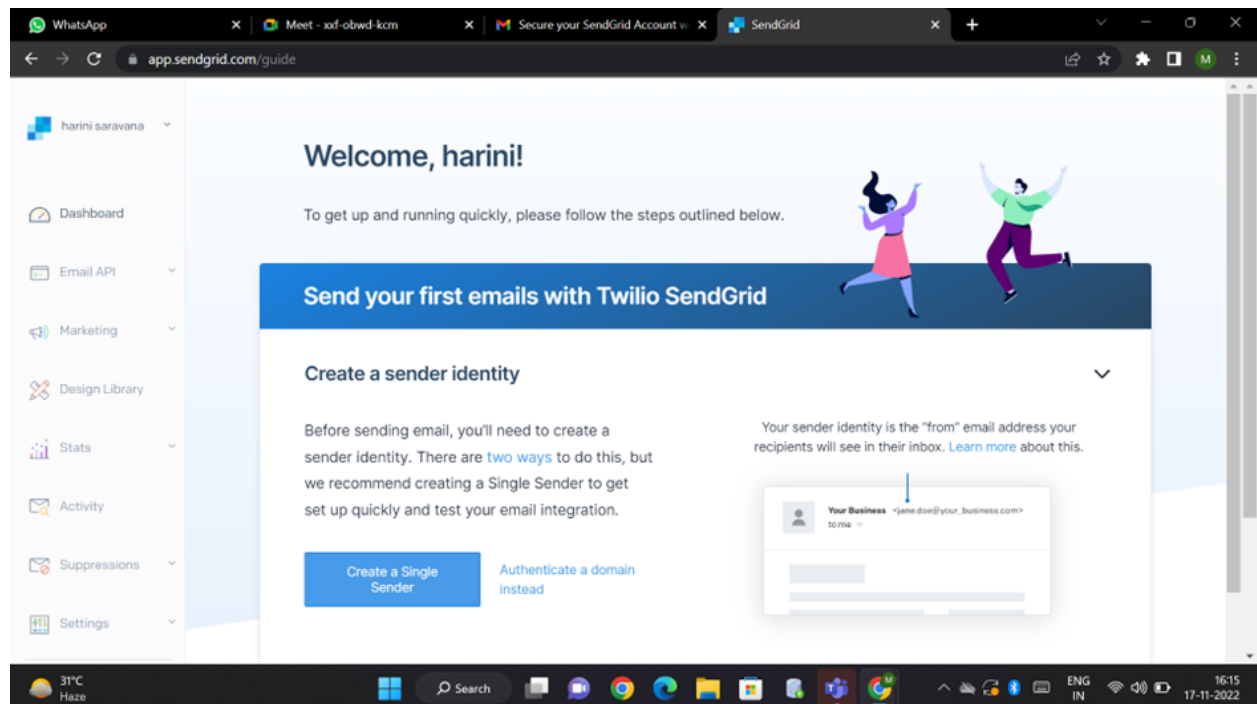 WhatsApp
Meet - xxf-obwd-kcm
Secure your SendGrid Account w
SendGrid
app.sendgrid.com/guide
M
harini saravana
Dashboard
Email API
Marketing
Design Library
Stats
Activity
Suppressions
Settings
Welcome, harini!
To get up and running quickly, please follow the steps outlined below.
Send your first emails with Twilio SendGrid
Create a sender identity
Before sending email, you'll need to create a
sender identity. There are two ways to do this, but
we recommend creating a Single Sender to get
set up quickly and test your email integration.
Create a Single
Sender
Authenticate a domain
instead
Your sender identity is the "from" email address your
recipients will see in their inbox. Learn more about this.
Your Business <jane.doe@your_business.com>
to me
31°C
Haze
Search
ENG
IN
16:15
17-11-2022